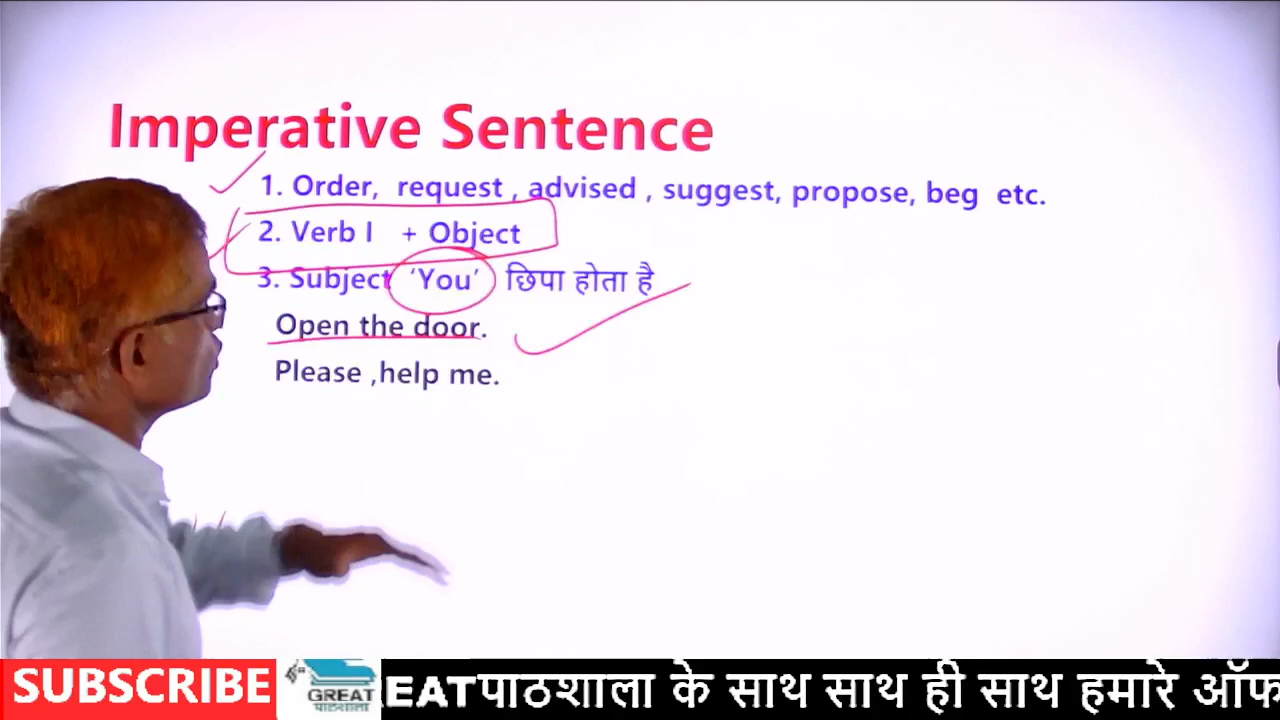 Imperative Sentence
1. Order, request , advised , suggest, propose, beg etc.
2. Verb I + Object
3. Subject ‘You’ छिपा होता है
Open the door.
Please ,help me.
SUBSCRIBE
GREAT
पाठशाला
EATपाठशाला के साथ साथ ही साथ हमारे ऑफ